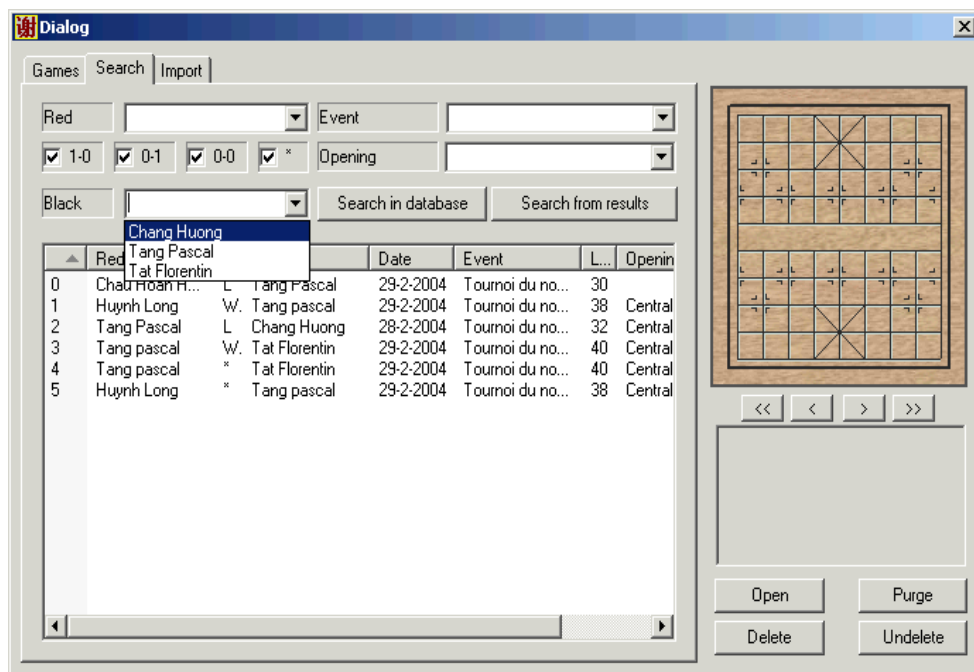 谢 Dialog
Games Search Import
Red Event
1-0 0-1 0-0 * Opening
Black Search in database Search from results
Chang Huong
Tang Pascal
Tat Florentin
Red Date Event L... Openin
0 Chau Hoan H... L Tang Pascal 29-2-2004 Tournoi du no... 30
1 Huynh Long W. Tang pascal 29-2-2004 Tournoi du no... 38 Central
2 Tang Pascal L Chang Huong 28-2-2004 Tournoi du no... 32 Central
3 Tang pascal W. Tat Florentin 29-2-2004 Tournoi du no... 40 Central
4 Tang pascal * Tat Florentin 29-2-2004 Tournoi du no... 40 Central
5 Huynh Long * Tang pascal 29-2-2004 Tournoi du no... 38 Central
<< < > >>
Open Purge
Delete Undelete